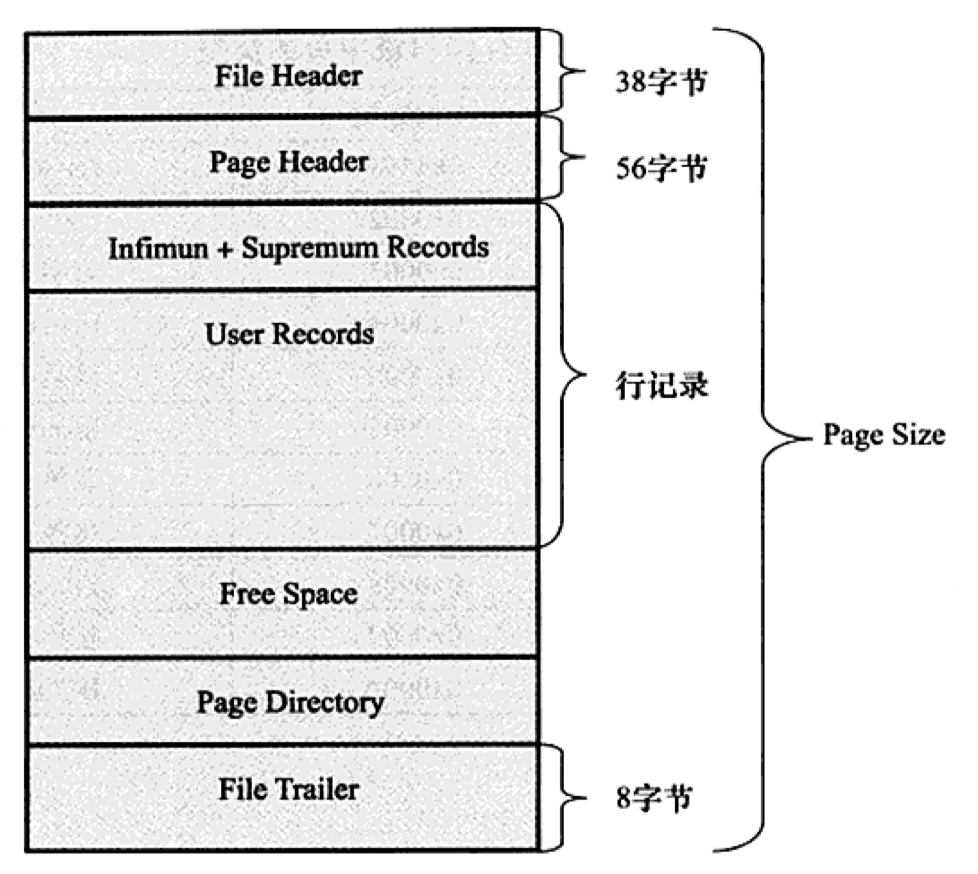 File Header
38字节
Page Header
56字节
Infimun + Supremum Records
User Records
行记录
Page Size
Free Space
Page Directory
File Trailer
8字节